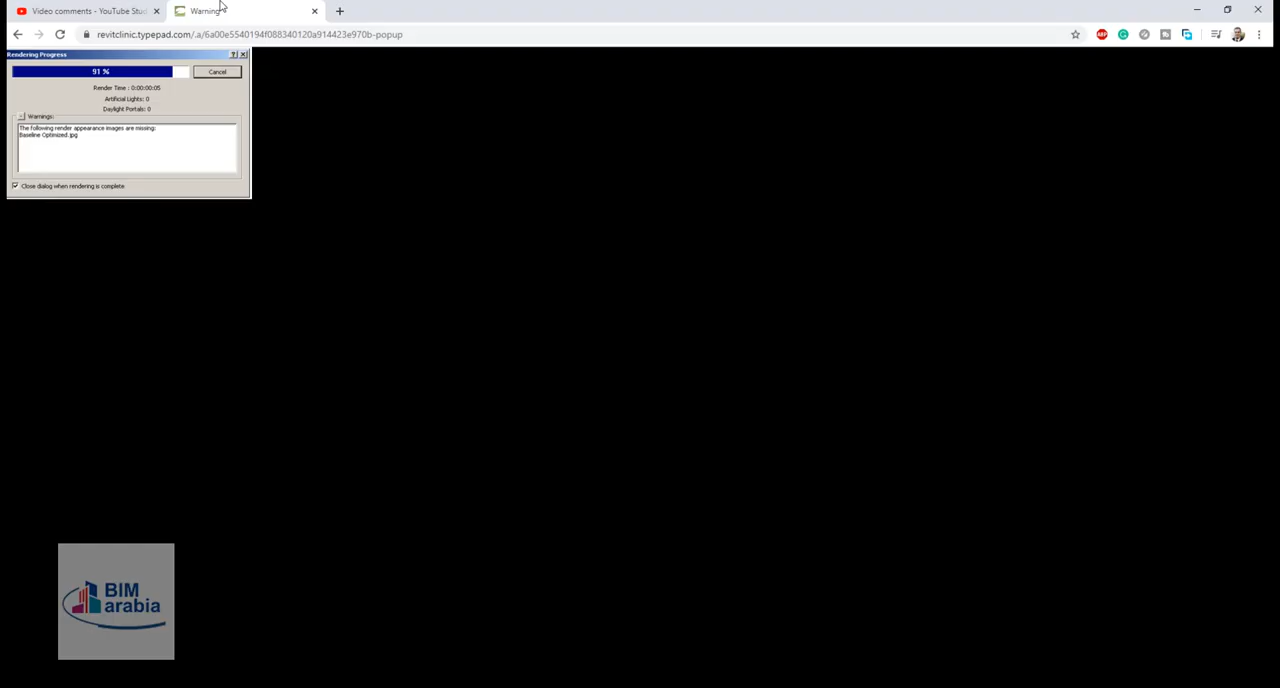 Video comments - YouTube Stud
Warning
revitclinic.typepad.com/.a/6a00e5540194f088340120a914423e970b-popup
ABP
Rendering Progress
91 %
Cancel
Render Time : 0:00:00:05
Artificial Lights: 0
Daylight Portals: 0
Warnings:
The following render appearance images are missing:
Baseline Optimized.jpg
Close dialog when rendering is complete
BIM
arabia